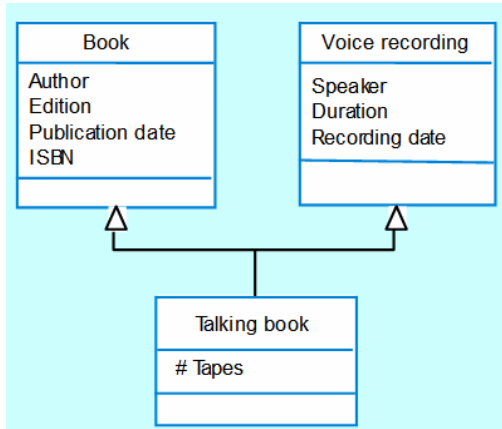 Book
Author
Edition
Publication date
ISBN
Voice recording
Speaker
Duration
Recording date
Talking book
# Tapes